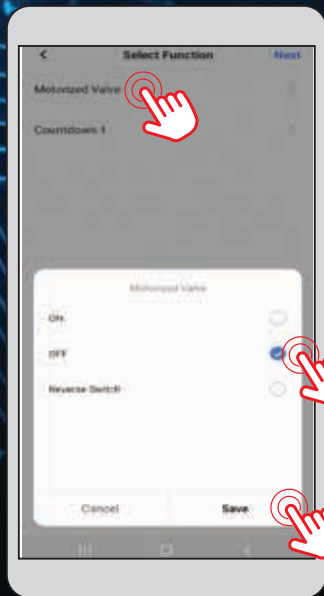 < Select Function Next
Motorized Valve
Countdown 1
Motorized Valve
ON
OFF
Reverse Switch
Cancel Save